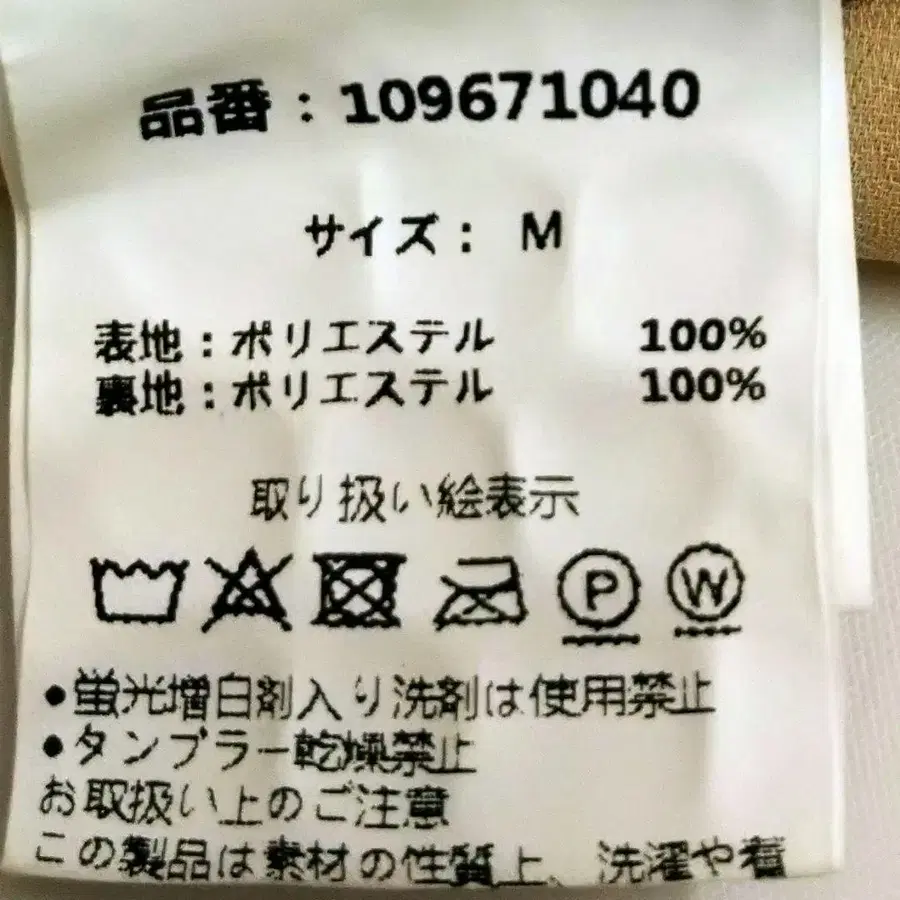 品番：109671040
サイズ： M
表地：ポリエステル 100%
裏地：ポリエステル 100%
取り扱い絵表示
P W
●蛍光増白剤入り洗剤は使用禁止
●タンブラー乾燥禁止
お取扱い上のご注意
この製品は素材の性質上、洗濯や着